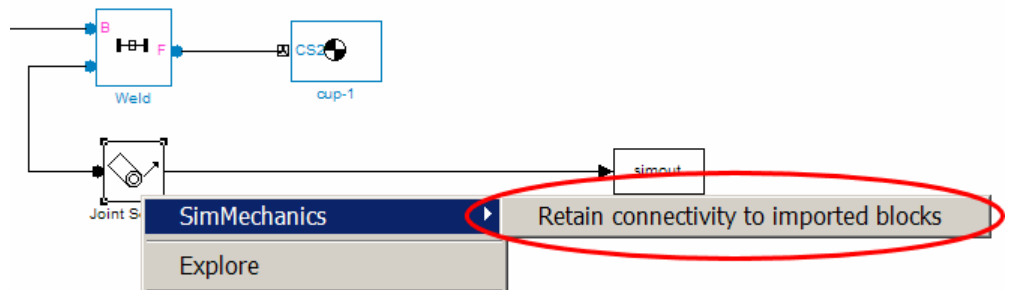 B
F
CS2
Weld
cup-1
simout
Joint S
SimMechanics
Retain connectivity to imported blocks
Explore